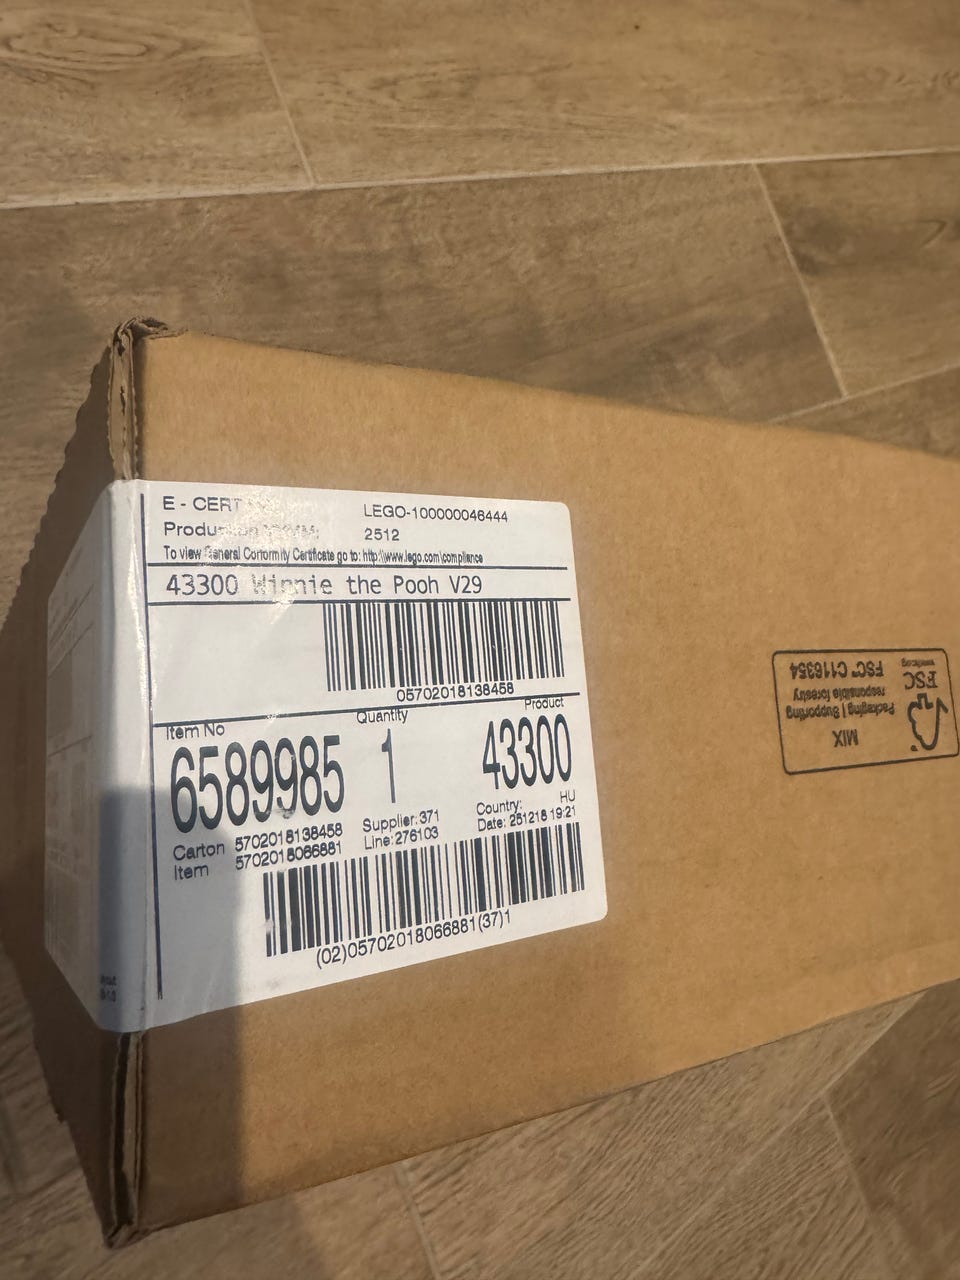 E - CERT
LEGO-100000046444
2512
To view General Conformity Certificate go to: http:\\www.lego.com\compliance
43300 Winnie the Pooh V29
05702018138458
Item No
Quantity
Product
6589985
1
43300
Carton 5702018138458
Item 5702018066881
Supplier: 371
Line: 276103
Country: HU
Date: 251218 19:21
(02)05702018066881(37)1
MIX
Packaging | Supporting
responsible forestry
FSC™ C116354
FSC